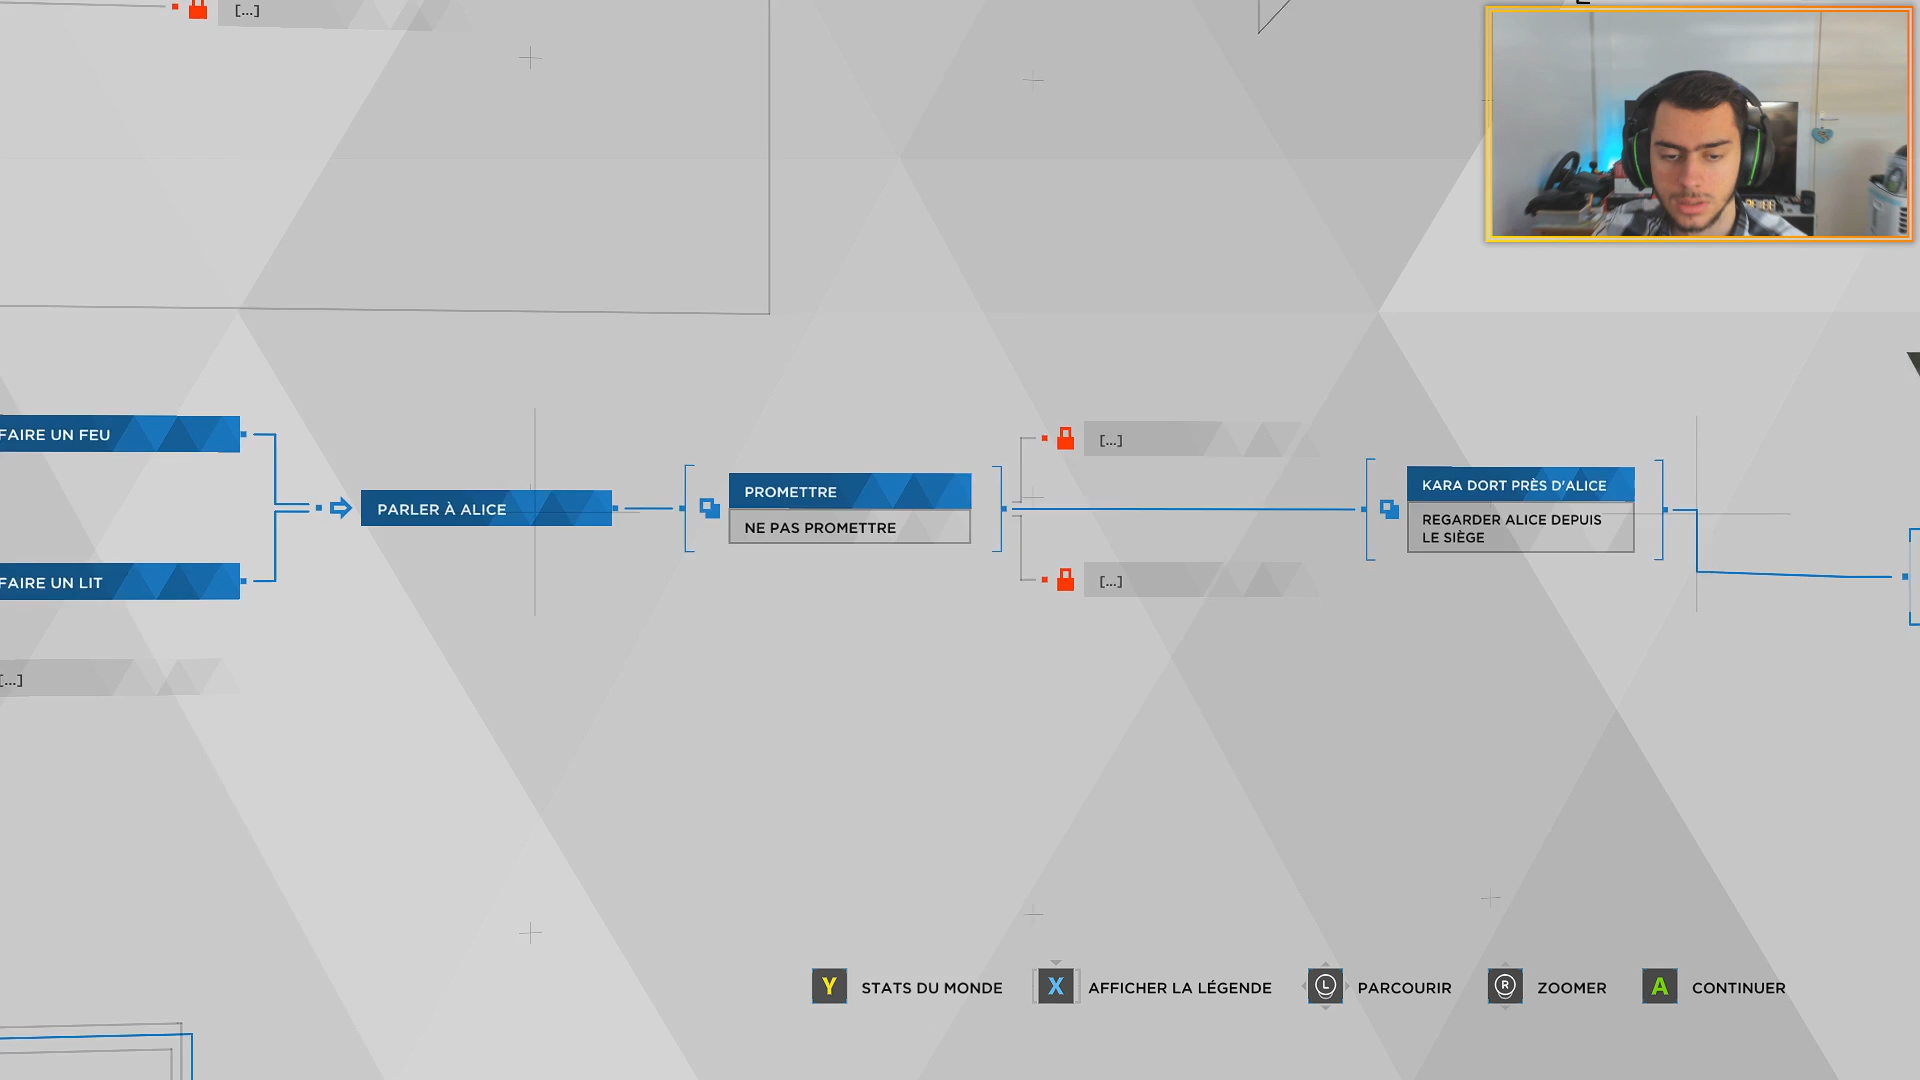 [...]
FAIRE UN FEU
FAIRE UN LIT
[...]
PARLER À ALICE
PROMETTRE
NE PAS PROMETTRE
[...]
[...]
KARA DORT PRÈS D'ALICE
REGARDER ALICE DEPUIS
LE SIÈGE
Y STATS DU MONDE
X AFFICHER LA LÉGENDE
L PARCOURIR
R ZOOMER
A CONTINUER